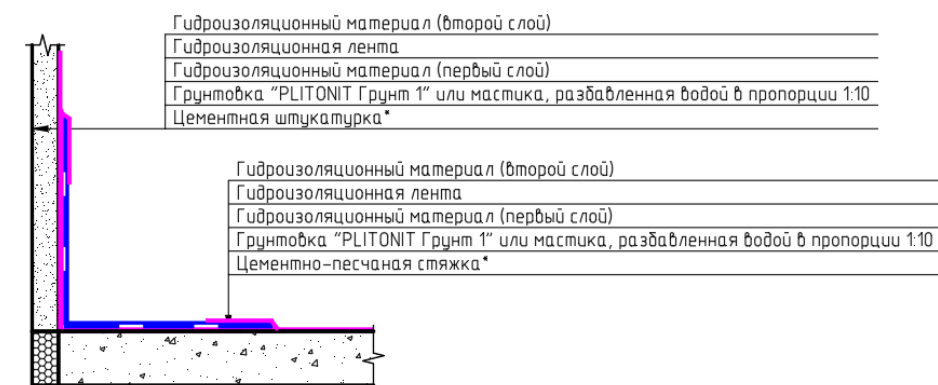 Гидроизоляционный материал (второй слой)
Гидроизоляционная лента
Гидроизоляционный материал (первый слой)
Грунтовка "PLITONIT Грунт 1" или мастика, разбавленная водой в пропорции 1:10
Цементная штукатурка*
Гидроизоляционный материал (второй слой)
Гидроизоляционная лента
Гидроизоляционный материал (первый слой)
Грунтовка "PLITONIT Грунт 1" или мастика, разбавленная водой в пропорции 1:10
Цементно-песчаная стяжка*